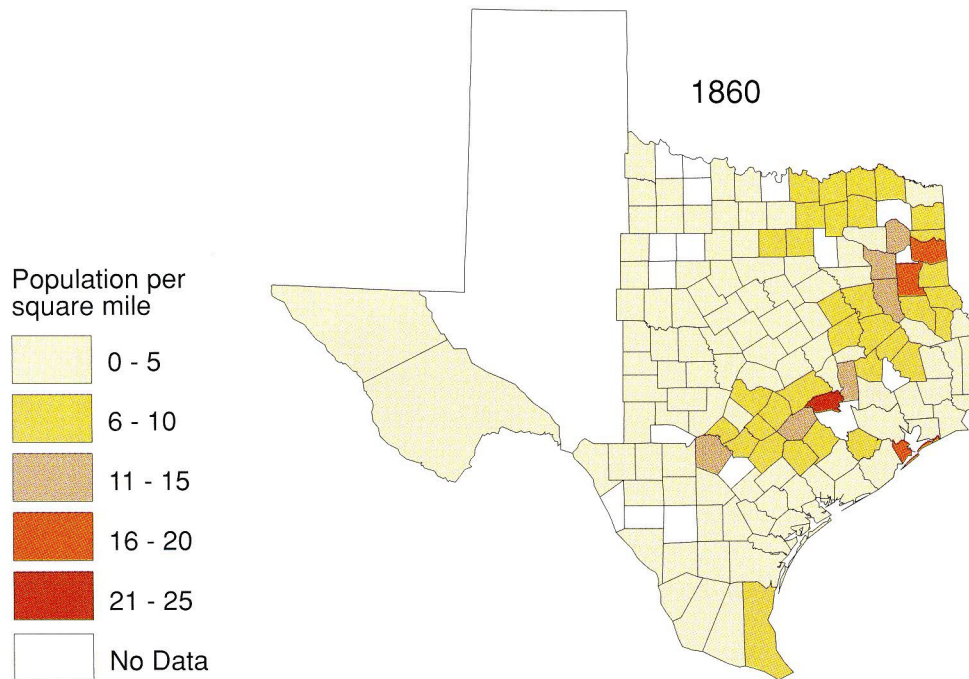 1860
Population per
square mile
0 - 5
6 - 10
11 - 15
16 - 20
21 - 25
No Data